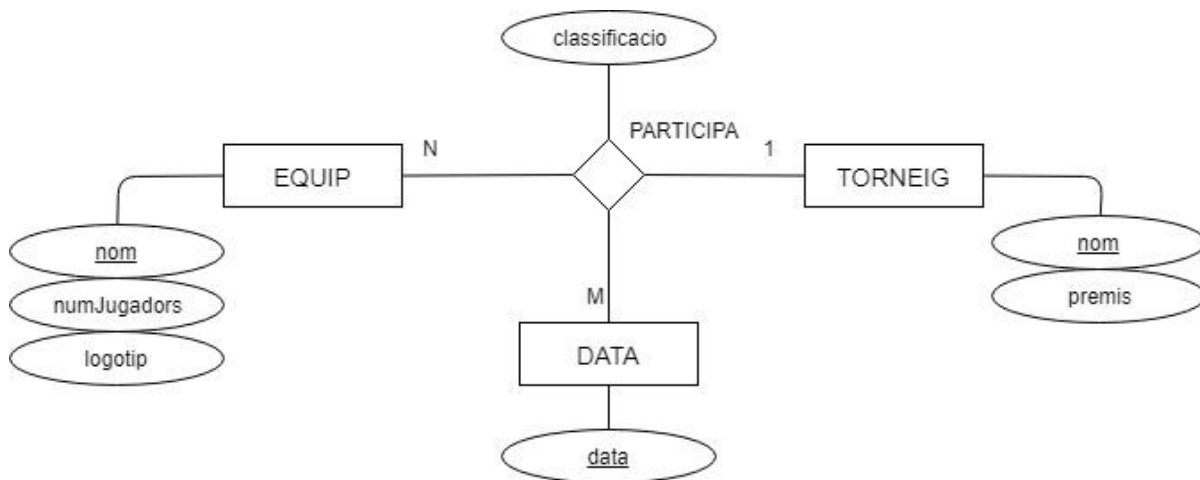 classificacio
PARTICIPA
N
1
EQUIP
TORNEIG
nom
numJugadors
logotip
nom
premis
M
DATA
data